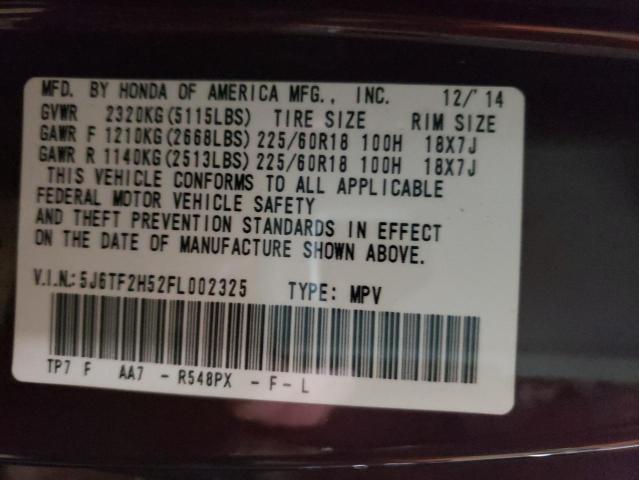 MFD. BY HONDA OF AMERICA MFG., INC. 12/'14
GVWR 2320KG(5115LBS) TIRE SIZE RIM SIZE
GAWR F 1210KG(2668LBS) 225/60R18 100H 18X7J
GAWR R 1140KG(2513LBS) 225/60R18 100H 18X7J
THIS VEHICLE CONFORMS TO ALL APPLICABLE
FEDERAL MOTOR VEHICLE SAFETY
AND THEFT PREVENTION STANDARDS IN EFFECT
ON THE DATE OF MANUFACTURE SHOWN ABOVE.
V.I.N.: 5J6TF2H52FL002325 TYPE: MPV
TP7 F AA7 - R548PX - F - L